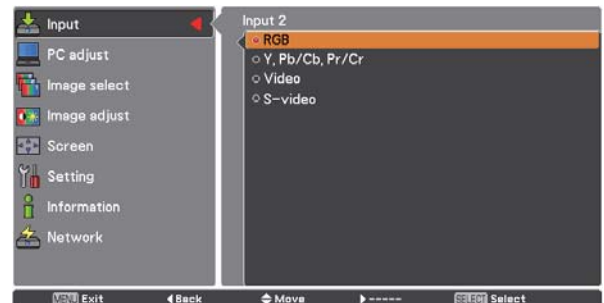 Input
PC adjust
Image select
Image adjust
Screen
Setting
Information
Network
Input 2
RGB
Y, Pb/Cb, Pr/Cr
Video
S-video
MENU Exit ◀Back ◆Move ▶----- SELECT Select